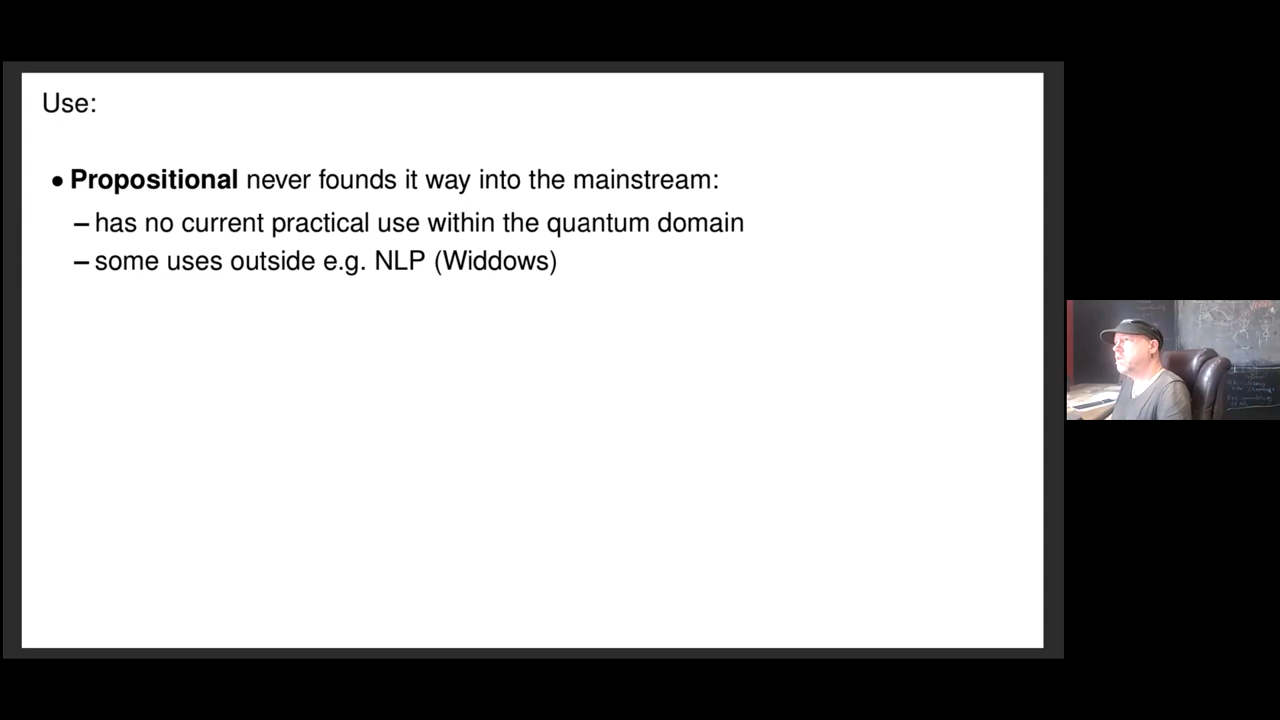 Use:
• Propositional never founds it way into the mainstream:
– has no current practical use within the quantum domain
– some uses outside e.g. NLP (Widdows)